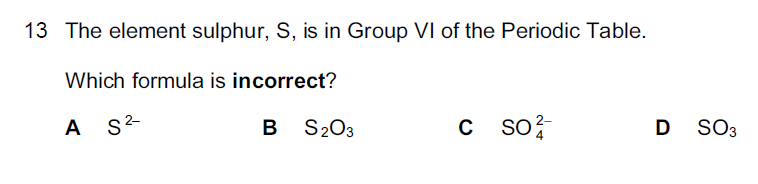 13 The element sulphur, S, is in Group VI of the Periodic Table.
Which formula is incorrect?
A S²⁻ B S₂O₃ C SO₄²⁻ D SO₃